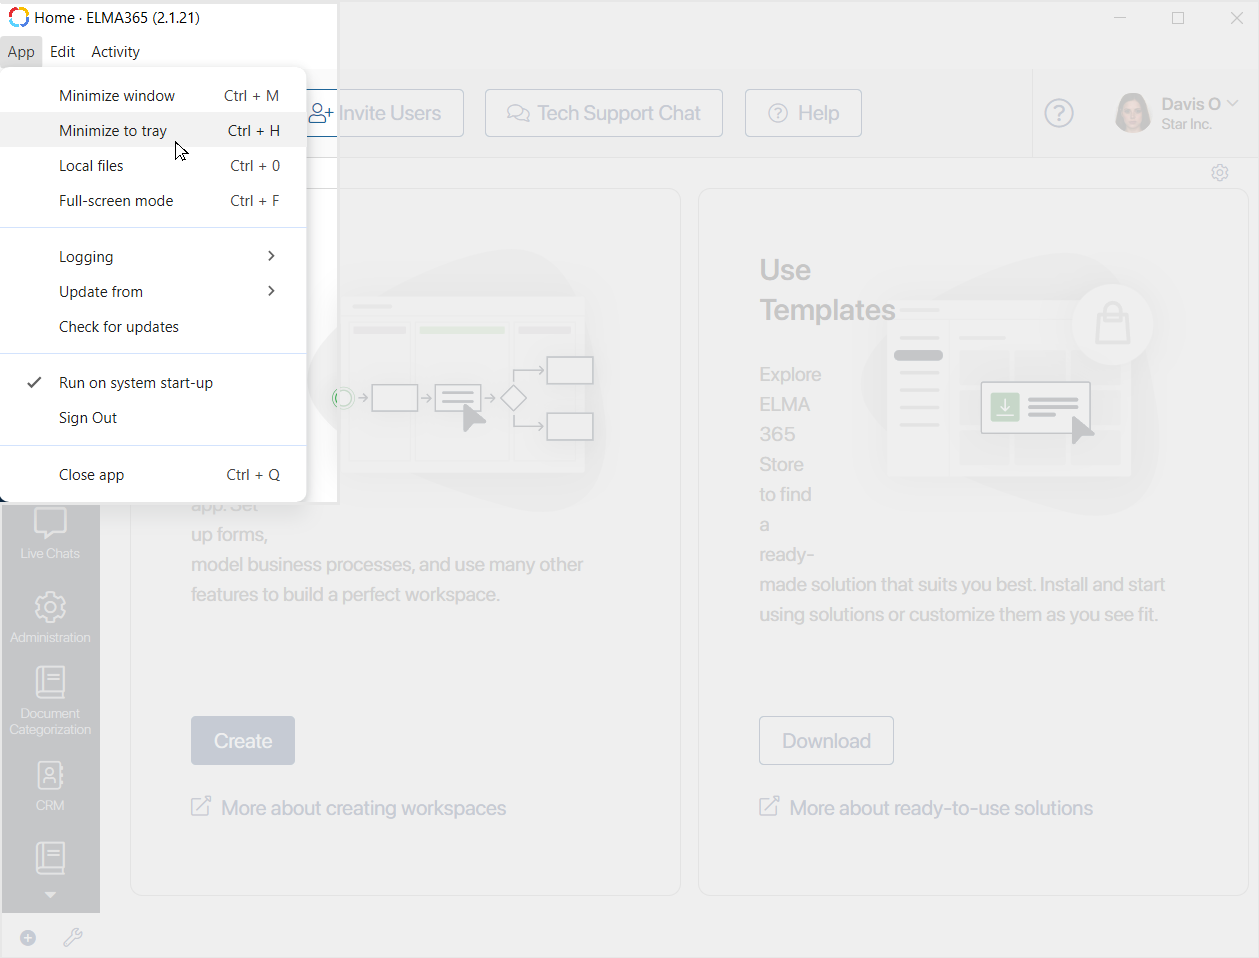 Home · ELMA365 (2.1.21)
App Edit Activity
Minimize window Ctrl + M
Minimize to tray Ctrl + H
Local files Ctrl + 0
Full-screen mode Ctrl + F
Logging
Update from
Check for updates
Run on system start-up
Sign Out
Close app Ctrl + Q
Invite Users
Tech Support Chat
Help
Davis O
Star Inc.
app. Set
up forms,
model business processes, and use many other
features to build a perfect workspace.
Create
More about creating workspaces
Use
Templates
Explore
ELMA
365
Store
to find
a
ready-
made solution that suits you best. Install and start
using solutions or customize them as you see fit.
Download
More about ready-to-use solutions
Live Chats
Administration
Document
Categorization
CRM